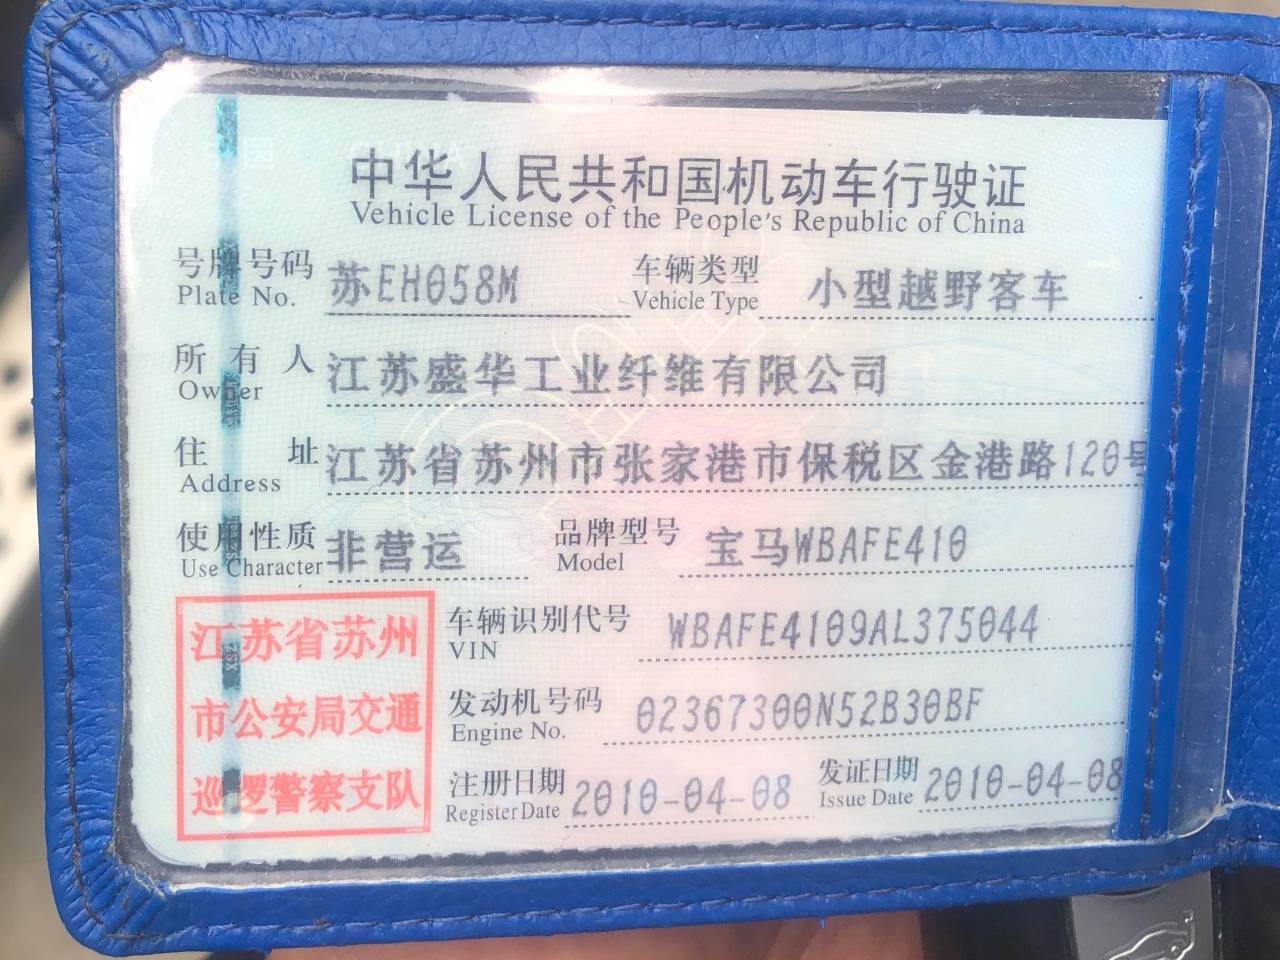 中华人民共和国机动车行驶证
Vehicle License of the People's Republic of China
号牌号码 苏EH058M 车辆类型 小型越野客车
Plate No. Vehicle Type
所有人 江苏盛华工业纤维有限公司
Owner
住址 江苏省苏州市张家港市保税区金港路120号
Address
使用性质 非营运 品牌型号 宝马WBAFE410
Use Character Model
江苏省苏州
市公安局交通
巡逻警察支队
车辆识别代号 WBAFE4109AL375044
VIN
发动机号码 02367300N52B30BF
Engine No.
注册日期 2010-04-08 发证日期 2010-04-08
Register Date Issue Date